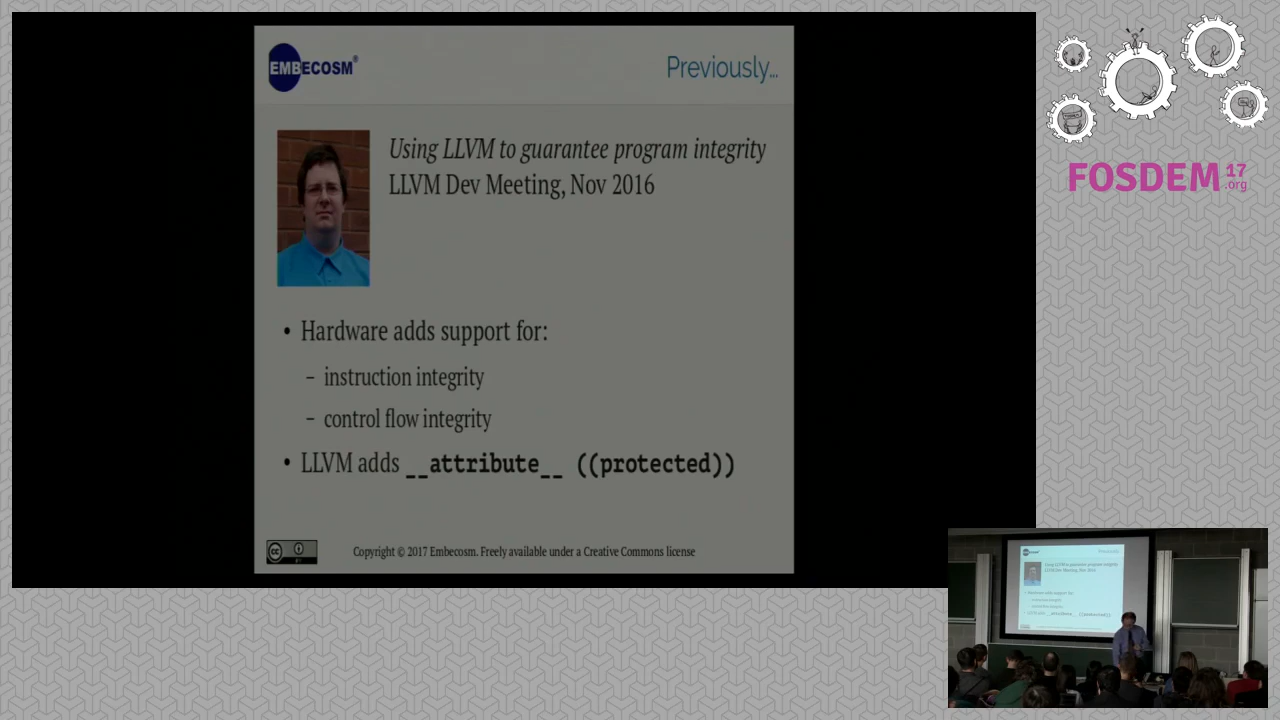 EMBECOSM®
Previously...
Using LLVM to guarantee program integrity
LLVM Dev Meeting, Nov 2016
• Hardware adds support for:
– instruction integrity
– control flow integrity
• LLVM adds __attribute__ ((protected))
Copyright © 2017 Embecosm. Freely available under a Creative Commons license
FOSDEM 17
.org